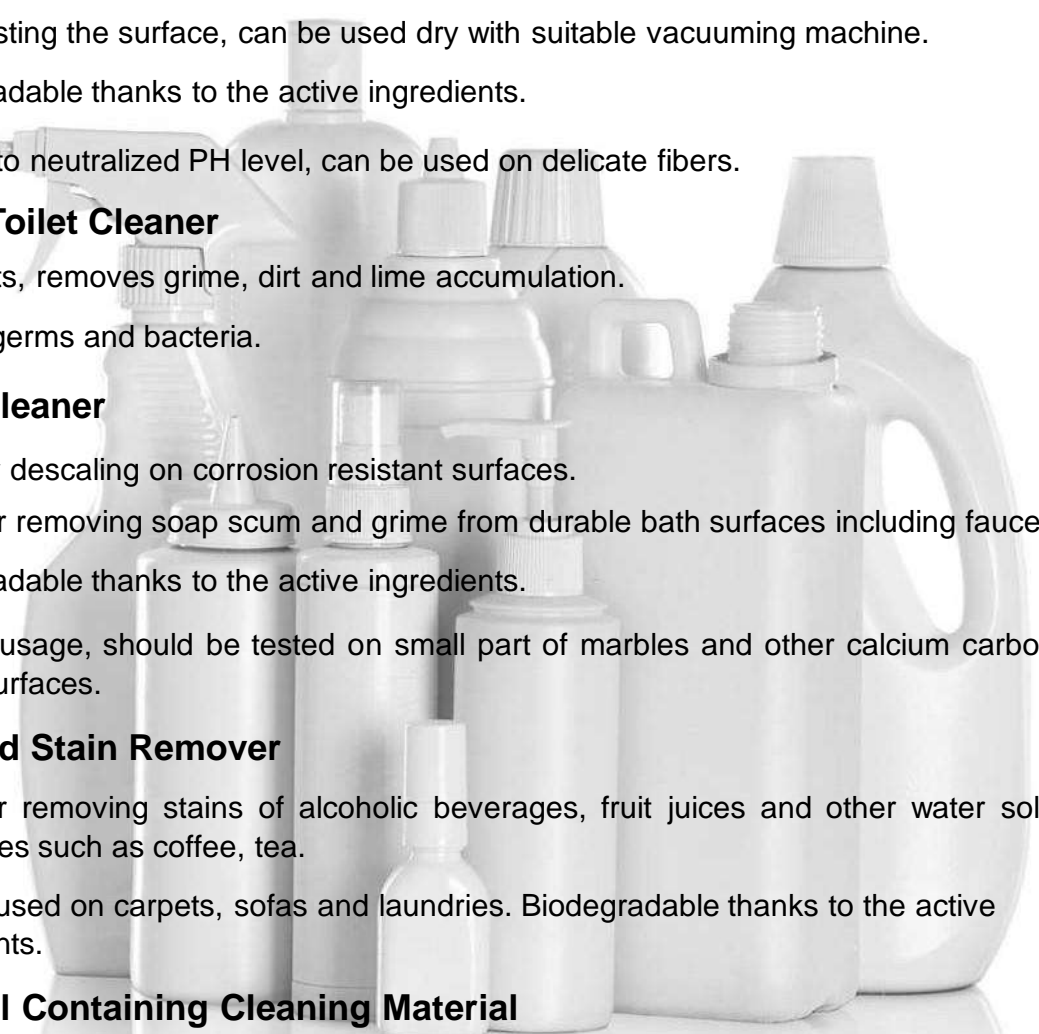 sting the surface, can be used dry with suitable vacuuming machine.
adable thanks to the active ingredients.
to neutralized PH level, can be used on delicate fibers.
Toilet Cleaner
ts, removes grime, dirt and lime accumulation.
germs and bacteria.
leaner
descaling on corrosion resistant surfaces.
r removing soap scum and grime from durable bath surfaces including fauce
adable thanks to the active ingredients.
usage, should be tested on small part of marbles and other calcium carbo
urfaces.
d Stain Remover
r removing stains of alcoholic beverages, fruit juices and other water sol
es such as coffee, tea.
used on carpets, sofas and laundries. Biodegradable thanks to the active
nts.
l Containing Cleaning Material